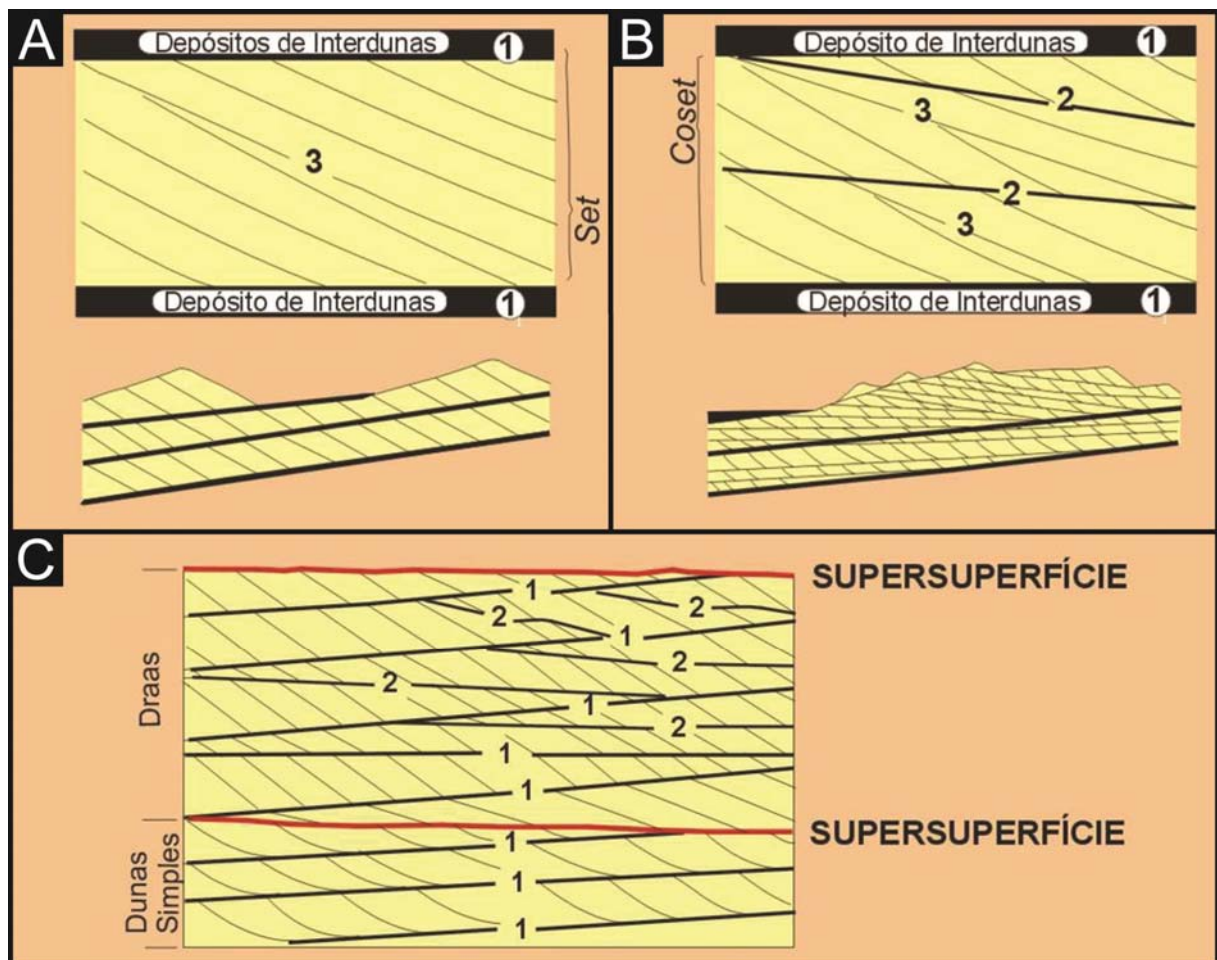 A
Depósitos de Interdunas 1
3
Set
Depósito de Interdunas 1
B
Depósito de Interdunas 1
2
3
2
3
Coset
Depósito de Interdunas 1
C
SUPERSUPERFÍCIE
1
2
2
1
2
2
1
2
1
1
Draas
SUPERSUPERFÍCIE
1
1
1
Dunas
Simples